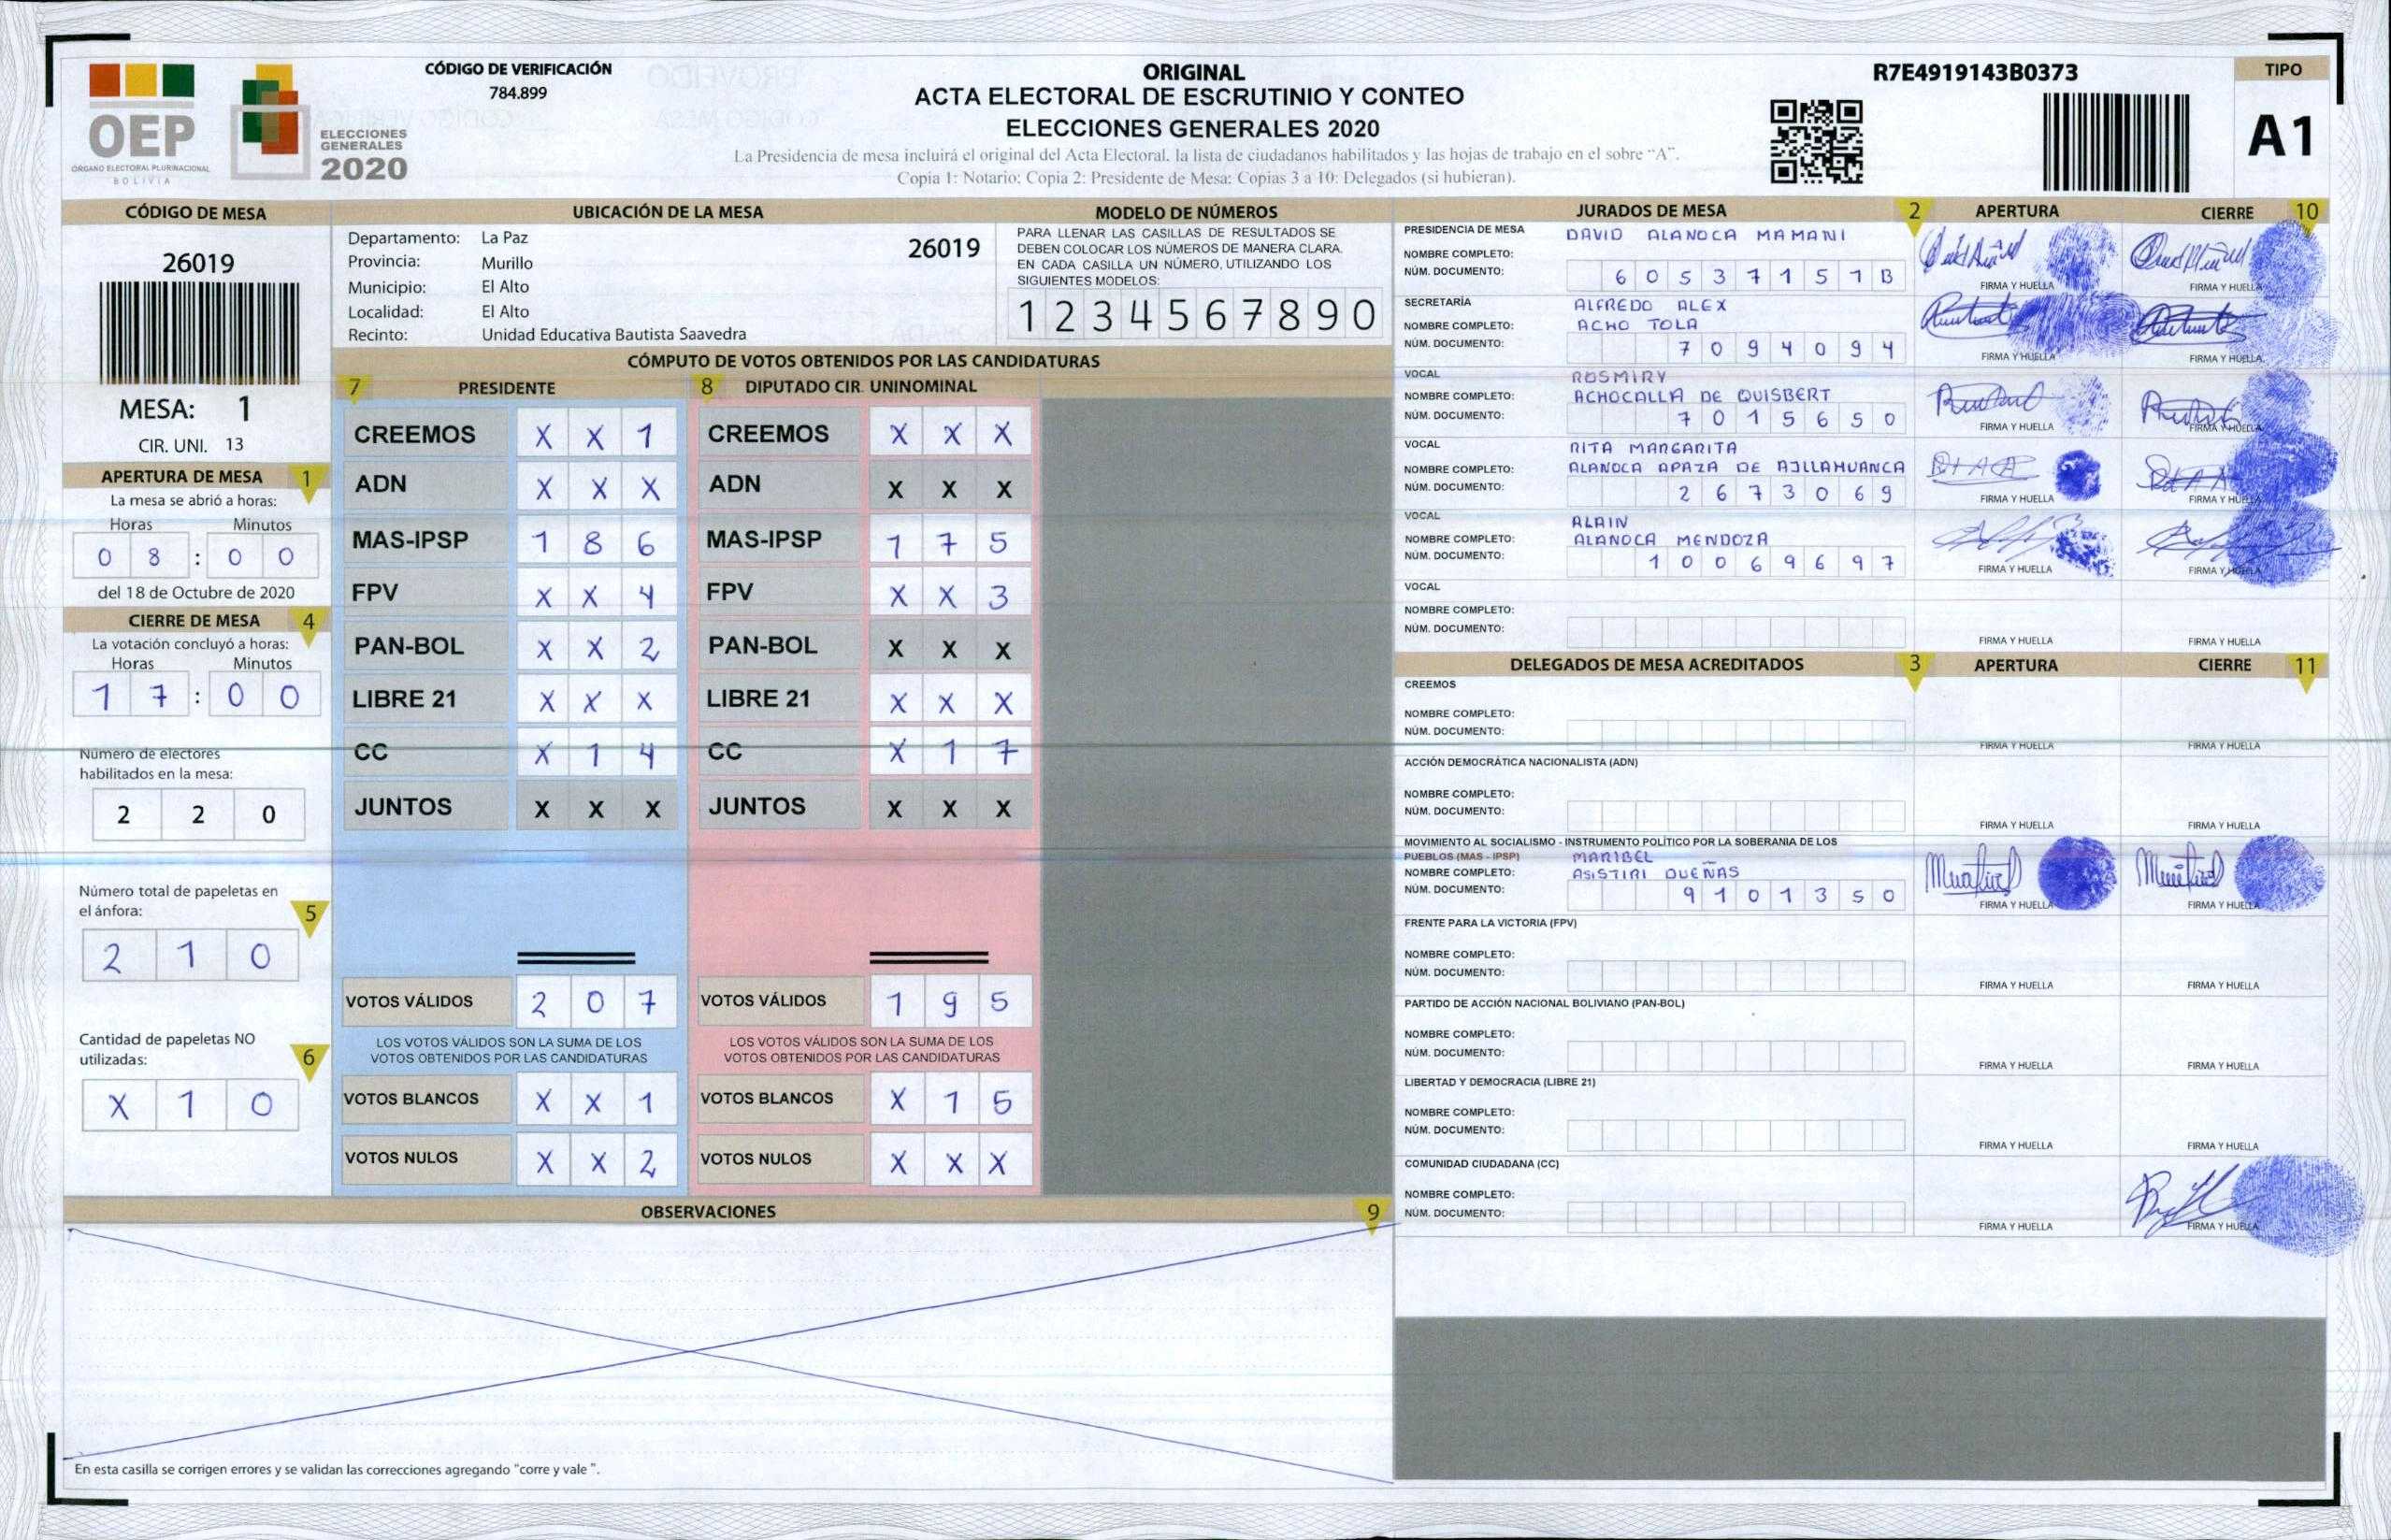 OEP
ÓRGANO ELECTORAL PLURINACIONAL
BOLIVIA
ELECCIONES
GENERALES
2020
CÓDIGO DE VERIFICACIÓN
784.899
ORIGINAL
ACTA ELECTORAL DE ESCRUTINIO Y CONTEO
ELECCIONES GENERALES 2020
La Presidencia de mesa incluirá el original del Acta Electoral, la lista de ciudadanos habilitados y las hojas de trabajo en el sobre "A".
Copia 1: Notario; Copia 2: Presidente de Mesa; Copias 3 a 10: Delegados (si hubieran).
R7E4919143B0373
TIPO
A1
CÓDIGO DE MESA
26019
MESA: 1
CIR. UNI. 13
APERTURA DE MESA 1
La mesa se abrió a horas:
Horas Minutos
0 8 : 0 0
del 18 de Octubre de 2020
CIERRE DE MESA 4
La votación concluyó a horas:
Horas Minutos
1 7 : 0 0
Número de electores
habilitados en la mesa:
2 2 0
Número total de papeletas en
el ánfora: 5
2 1 0
Cantidad de papeletas NO
utilizadas: 6
X 1 0
UBICACIÓN DE LA MESA
Departamento: La Paz
26019
Provincia: Murillo
Municipio: El Alto
Localidad: El Alto
Recinto: Unidad Educativa Bautista Saavedra
MODELO DE NÚMEROS
PARA LLENAR LAS CASILLAS DE RESULTADOS SE
DEBEN COLOCAR LOS NÚMEROS DE MANERA CLARA.
EN CADA CASILLA UN NÚMERO, UTILIZANDO LOS
SIGUIENTES MODELOS:
1 2 3 4 5 6 7 8 9 0
CÓMPUTO DE VOTOS OBTENIDOS POR LAS CANDIDATURAS
7 PRESIDENTE 8 DIPUTADO CIR. UNINOMINAL
CREEMOS X X 1 CREEMOS X X X
ADN X X X ADN X X X
MAS-IPSP 1 8 6 MAS-IPSP 1 7 5
FPV X X 4 FPV X X 3
PAN-BOL X X 2 PAN-BOL X X X
LIBRE 21 X X X LIBRE 21 X X X
CC X 1 4 CC X 1 7
JUNTOS X X X JUNTOS X X X
VOTOS VÁLIDOS 2 0 7 VOTOS VÁLIDOS 1 9 5
LOS VOTOS VÁLIDOS SON LA SUMA DE LOS LOS VOTOS VÁLIDOS SON LA SUMA DE LOS
VOTOS OBTENIDOS POR LAS CANDIDATURAS VOTOS OBTENIDOS POR LAS CANDIDATURAS
VOTOS BLANCOS X X 1 VOTOS BLANCOS X 1 5
VOTOS NULOS X X 2 VOTOS NULOS X X X
OBSERVACIONES 9
En esta casilla se corrigen errores y se validan las correcciones agregando "corre y vale ".
JURADOS DE MESA 2 APERTURA CIERRE 10
PRESIDENCIA DE MESA DAVID ALANOCA MAMANI
NOMBRE COMPLETO:
NÚM. DOCUMENTO: 6 0 5 3 7 1 5 1 B
FIRMA Y HUELLA FIRMA Y HUELLA
SECRETARÍA ALFREDO ALEX
NOMBRE COMPLETO: ACHO TOLA
NÚM. DOCUMENTO: 7 0 9 4 0 9 4
FIRMA Y HUELLA FIRMA Y HUELLA
VOCAL ROSMIRY
NOMBRE COMPLETO: ACHOCALLA DE QUISBERT
NÚM. DOCUMENTO: 7 0 1 5 6 5 0
FIRMA Y HUELLA FIRMA Y HUELLA
VOCAL RITA MARGARITA
NOMBRE COMPLETO: ALANOCA APAZA DE AJLLAHUANCA
NÚM. DOCUMENTO: 2 6 7 3 0 6 9
FIRMA Y HUELLA FIRMA Y HUELLA
VOCAL ALAIN
NOMBRE COMPLETO: ALANOCA MENDOZA
NÚM. DOCUMENTO: 1 0 0 6 9 6 9 7
FIRMA Y HUELLA FIRMA Y HUELLA
VOCAL
NOMBRE COMPLETO:
NÚM. DOCUMENTO:
FIRMA Y HUELLA FIRMA Y HUELLA
DELEGADOS DE MESA ACREDITADOS 3 APERTURA CIERRE 11
CREEMOS
NOMBRE COMPLETO:
NÚM. DOCUMENTO:
FIRMA Y HUELLA FIRMA Y HUELLA
ACCIÓN DEMOCRÁTICA NACIONALISTA (ADN)
NOMBRE COMPLETO:
NÚM. DOCUMENTO:
FIRMA Y HUELLA FIRMA Y HUELLA
MOVIMIENTO AL SOCIALISMO - INSTRUMENTO POLÍTICO POR LA SOBERANIA DE LOS
PUEBLOS (MAS - IPSP) MARIBEL
NOMBRE COMPLETO: ASISTIRI DUEÑAS
NÚM. DOCUMENTO: 9 1 0 1 3 5 0
FIRMA Y HUELLA FIRMA Y HUELLA
FRENTE PARA LA VICTORIA (FPV)
NOMBRE COMPLETO:
NÚM. DOCUMENTO:
FIRMA Y HUELLA FIRMA Y HUELLA
PARTIDO DE ACCIÓN NACIONAL BOLIVIANO (PAN-BOL)
NOMBRE COMPLETO:
NÚM. DOCUMENTO:
FIRMA Y HUELLA FIRMA Y HUELLA
LIBERTAD Y DEMOCRACIA (LIBRE 21)
NOMBRE COMPLETO:
NÚM. DOCUMENTO:
FIRMA Y HUELLA FIRMA Y HUELLA
COMUNIDAD CIUDADANA (CC)
NOMBRE COMPLETO:
NÚM. DOCUMENTO:
FIRMA Y HUELLA FIRMA Y HUELLA